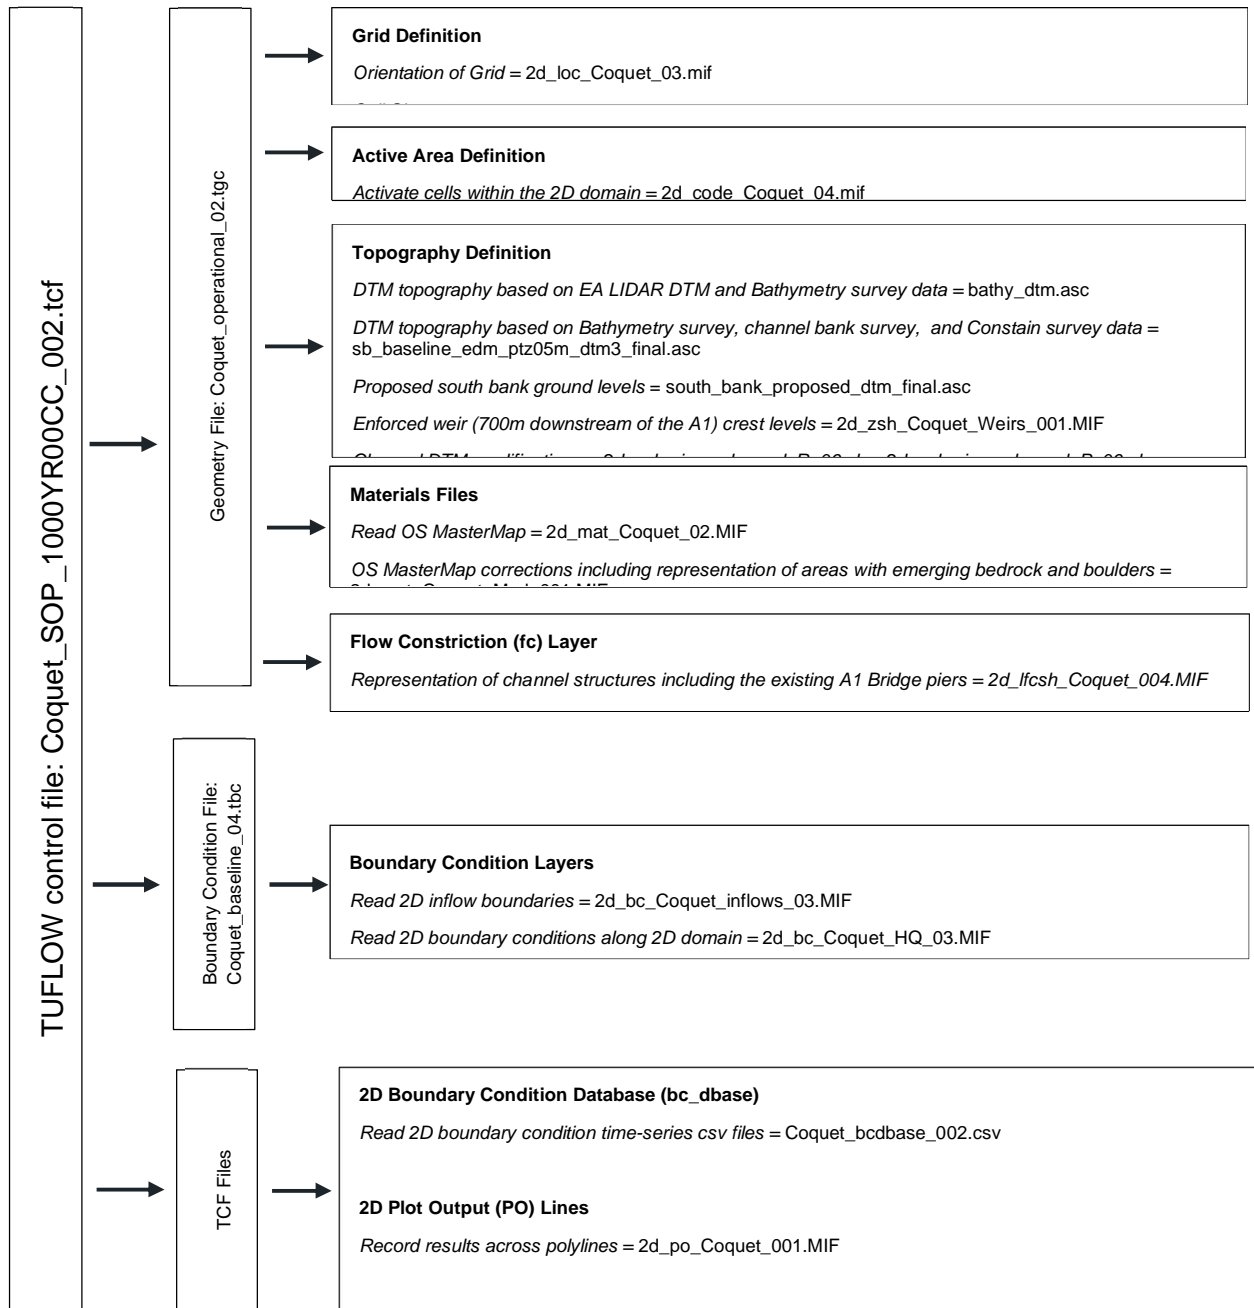 TUFLOW control file: Coquet_SOP_1000YR00CC_002.tcf
Geometry File: Coquet_operational_02.tgc
Grid Definition
Orientation of Grid = 2d_loc_Coquet_03.mif
Active Area Definition
Activate cells within the 2D domain = 2d_code_Coquet_04.mif
Topography Definition
DTM topography based on EA LIDAR DTM and Bathymetry survey data = bathy_dtm.asc
DTM topography based on Bathymetry survey, channel bank survey, and Constain survey data =
sb_baseline_edm_ptz05m_dtm3_final.asc
Proposed south bank ground levels = south_bank_proposed_dtm_final.asc
Enforced weir (700m downstream of the A1) crest levels = 2d_zsh_Coquet_Weirs_001.MIF
Materials Files
Read OS MasterMap = 2d_mat_Coquet_02.MIF
OS MasterMap corrections including representation of areas with emerging bedrock and boulders =
Flow Constriction (fc) Layer
Representation of channel structures including the existing A1 Bridge piers = 2d_lfcsh_Coquet_004.MIF
Boundary Condition File:
Coquet_baseline_04.tbc
Boundary Condition Layers
Read 2D inflow boundaries = 2d_bc_Coquet_inflows_03.MIF
Read 2D boundary conditions along 2D domain = 2d_bc_Coquet_HQ_03.MIF
TCF Files
2D Boundary Condition Database (bc_dbase)
Read 2D boundary condition time-series csv files = Coquet_bcdbase_002.csv
2D Plot Output (PO) Lines
Record results across polylines = 2d_po_Coquet_001.MIF